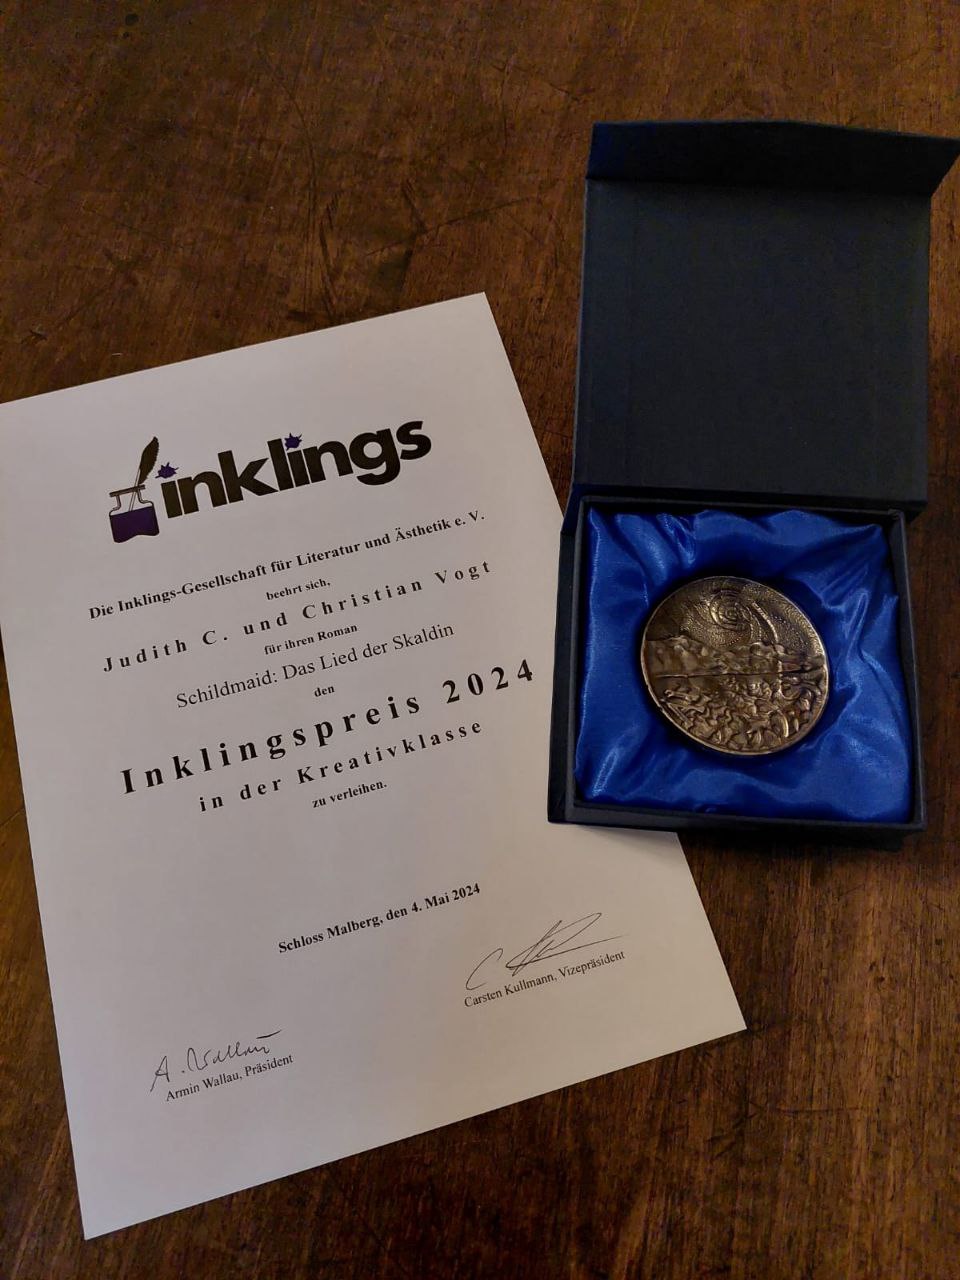 inklings
Die Inklings-Gesellschaft für Literatur und Ästhetik e. V.
beehrt sich,
Judith C. und Christian Vogt
für ihren Roman
Schildmaid: Das Lied der Skaldin
den
Inklingspreis 2024
in der Kreativklasse
zu verleihen.
Schloss Malberg, den 4. Mai 2024
Carsten Kullmann, Vizepräsident
A. Wallau
Armin Wallau, Präsident